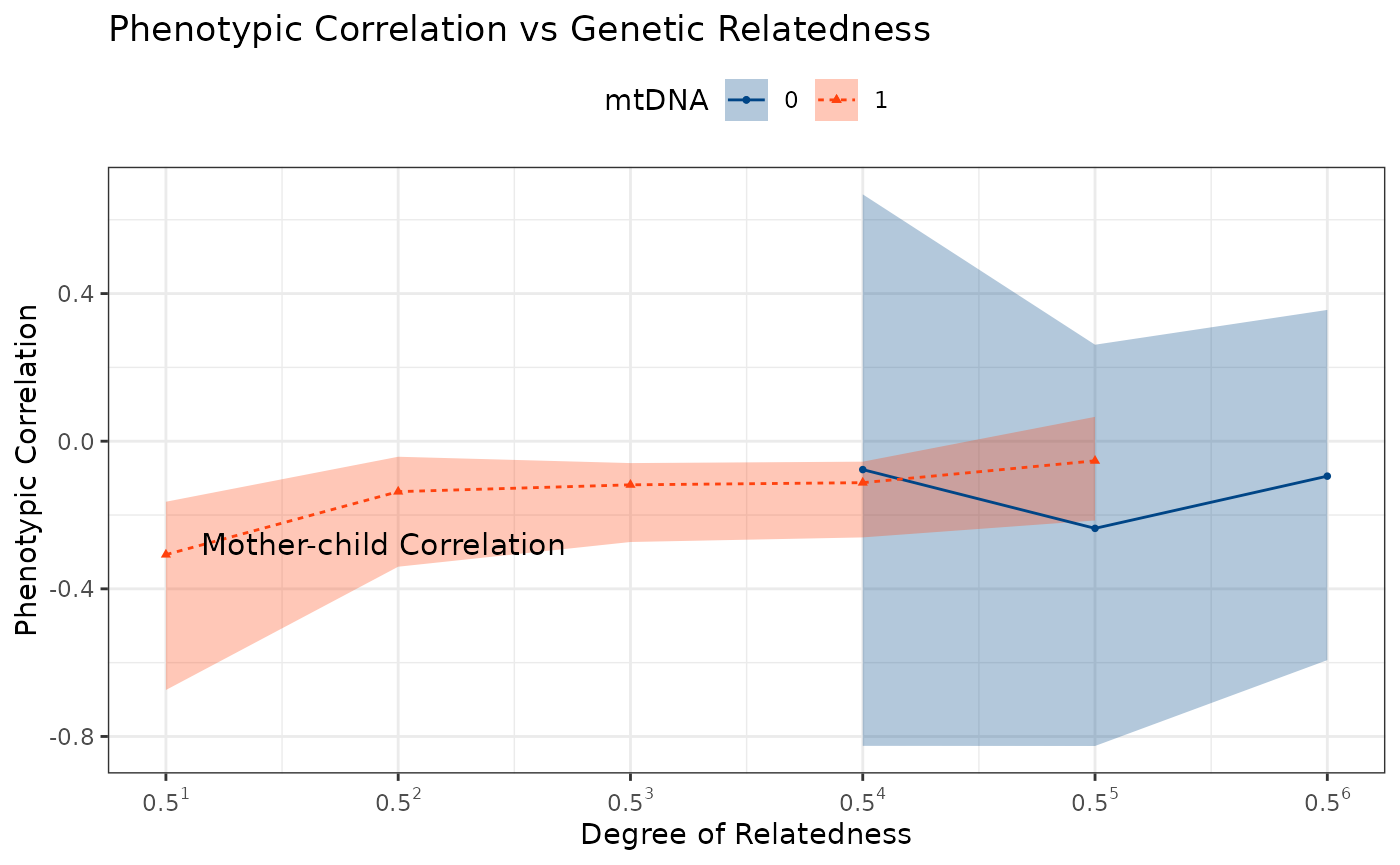 Phenotypic Correlation vs Genetic Relatedness
mtDNA 0 1
Phenotypic Correlation
0.4
0.0
-0.4
-0.8
Mother-child Correlation
0.5¹ 0.5² 0.5³ 0.5⁴ 0.5⁵ 0.5⁶
Degree of Relatedness